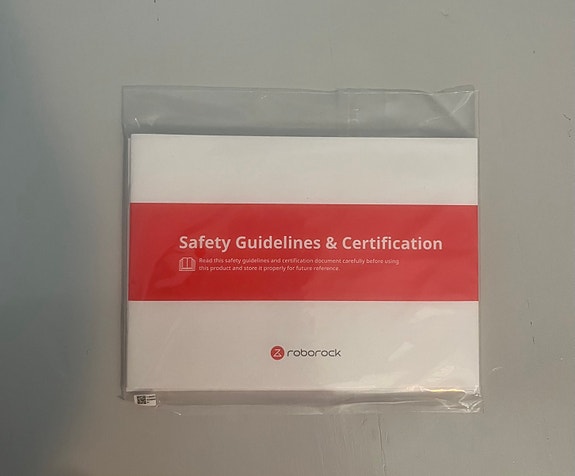 Safety Guidelines & Certification
Read this safety guidelines and certification document carefully before using
this product and store it properly for future reference.
roborock